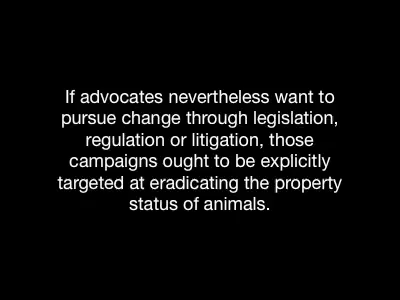 If advocates nevertheless want to
pursue change through legislation,
regulation or litigation, those
campaigns ought to be explicitly
targeted at eradicating the property
status of animals.